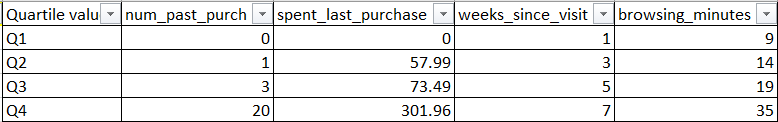 Quartile valu num_past_purch spent_last_purchase weeks_since_visit browsing_minutes
Q1 0 0 1 9
Q2 1 57.99 3 14
Q3 3 73.49 5 19
Q4 20 301.96 7 35